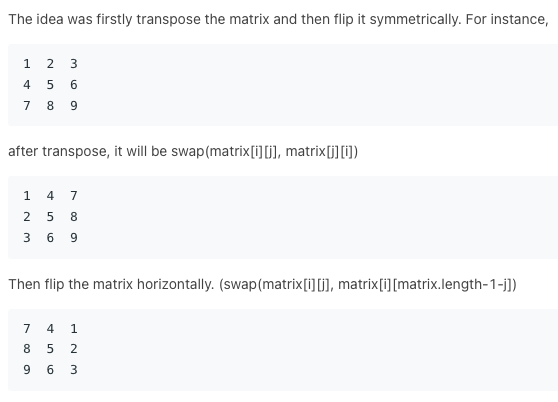 The idea was firstly transpose the matrix and then flip it symmetrically. For instance,
1 2 3
4 5 6
7 8 9
after transpose, it will be swap(matrix[i][j], matrix[j][i])
1 4 7
2 5 8
3 6 9
Then flip the matrix horizontally. (swap(matrix[i][j], matrix[i][matrix.length-1-j])
7 4 1
8 5 2
9 6 3